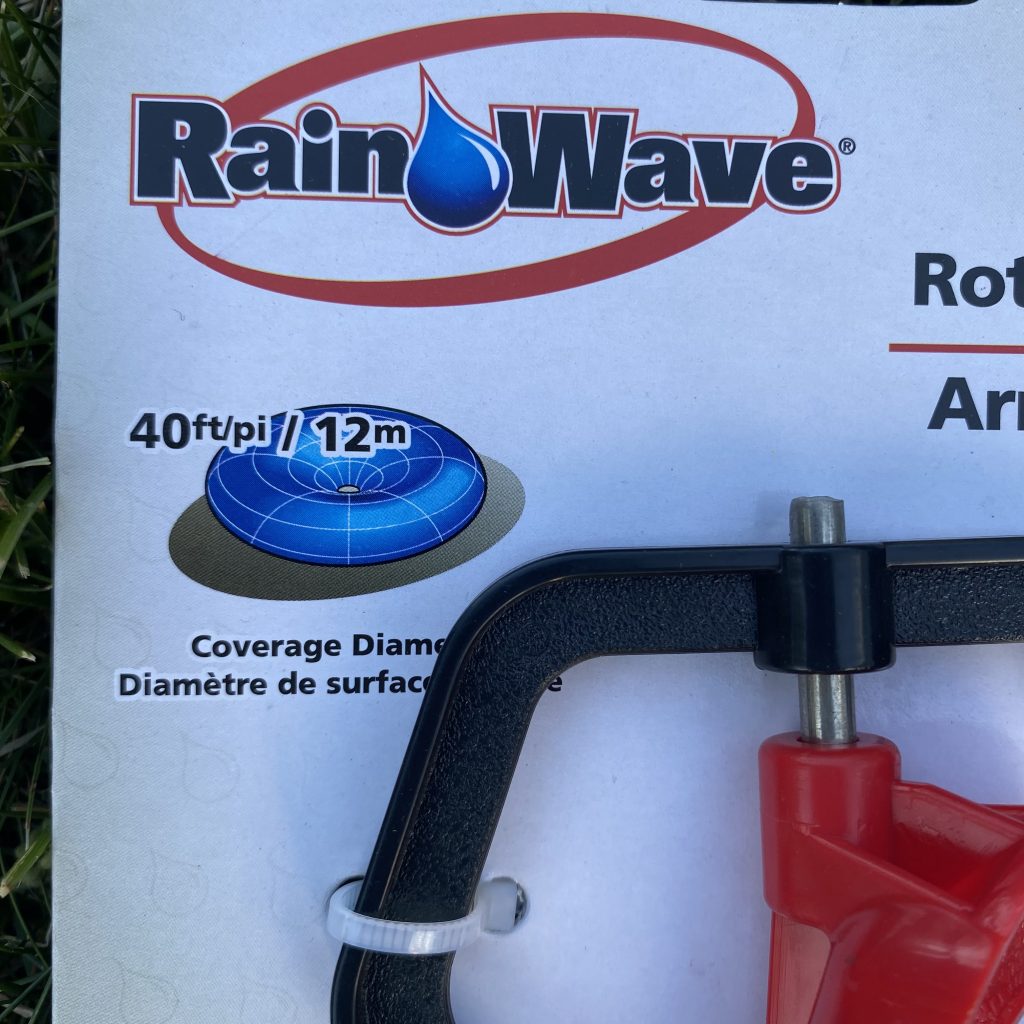 RainWave®
Rot
40ft/pi / 12m
Arr
Coverage Diame
Diamètre de surfac e